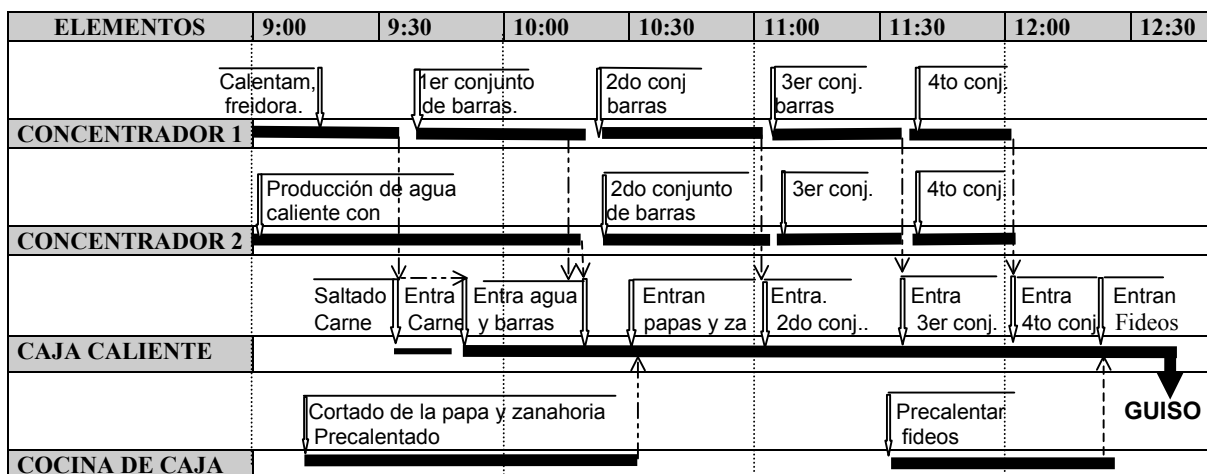 ELEMENTOS 9:00 9:30 10:00 10:30 11:00 11:30 12:00 12:30
Calentam, 1er conjunto 2do conj 3er conj. 4to conj.
freidora. de barras. barras barras
CONCENTRADOR 1
Producción de agua 2do conjunto 3er conj. 4to conj.
caliente con de barras
CONCENTRADOR 2
Saltado Entra Entra agua Entran Entra. Entra Entra Entran
Carne Carne y barras papas y za 2do conj.. 3er conj. 4to conj Fideos
CAJA CALIENTE
GUISO
Cortado de la papa y zanahoria Precalentar
Precalentado fideos
COCINA DE CAJA